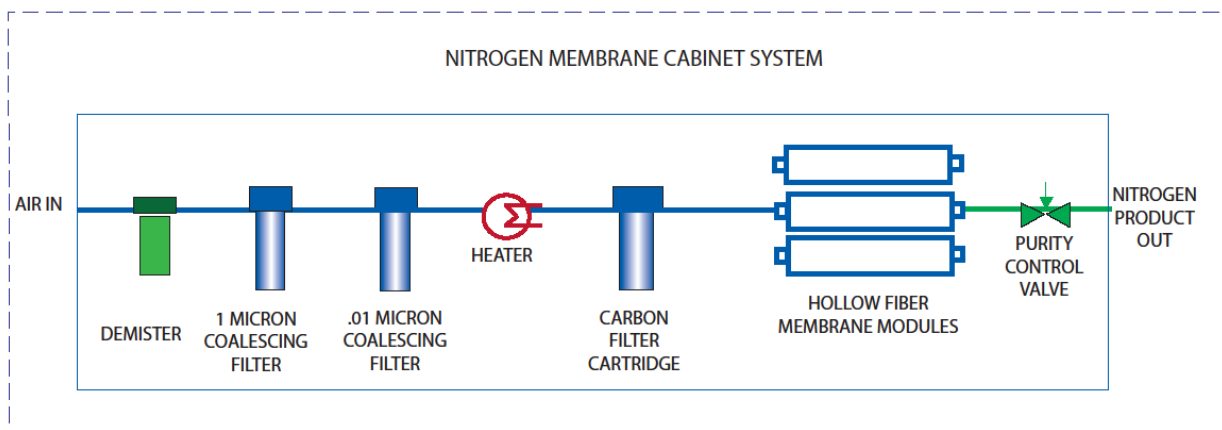 NITROGEN MEMBRANE CABINET SYSTEM
AIR IN
DEMISTER
1 MICRON
COALESCING
FILTER
.01 MICRON
COALESCING
FILTER
HEATER
CARBON
FILTER
CARTRIDGE
HOLLOW FIBER
MEMBRANE MODULES
PURITY
CONTROL
VALVE
NITROGEN
PRODUCT
OUT